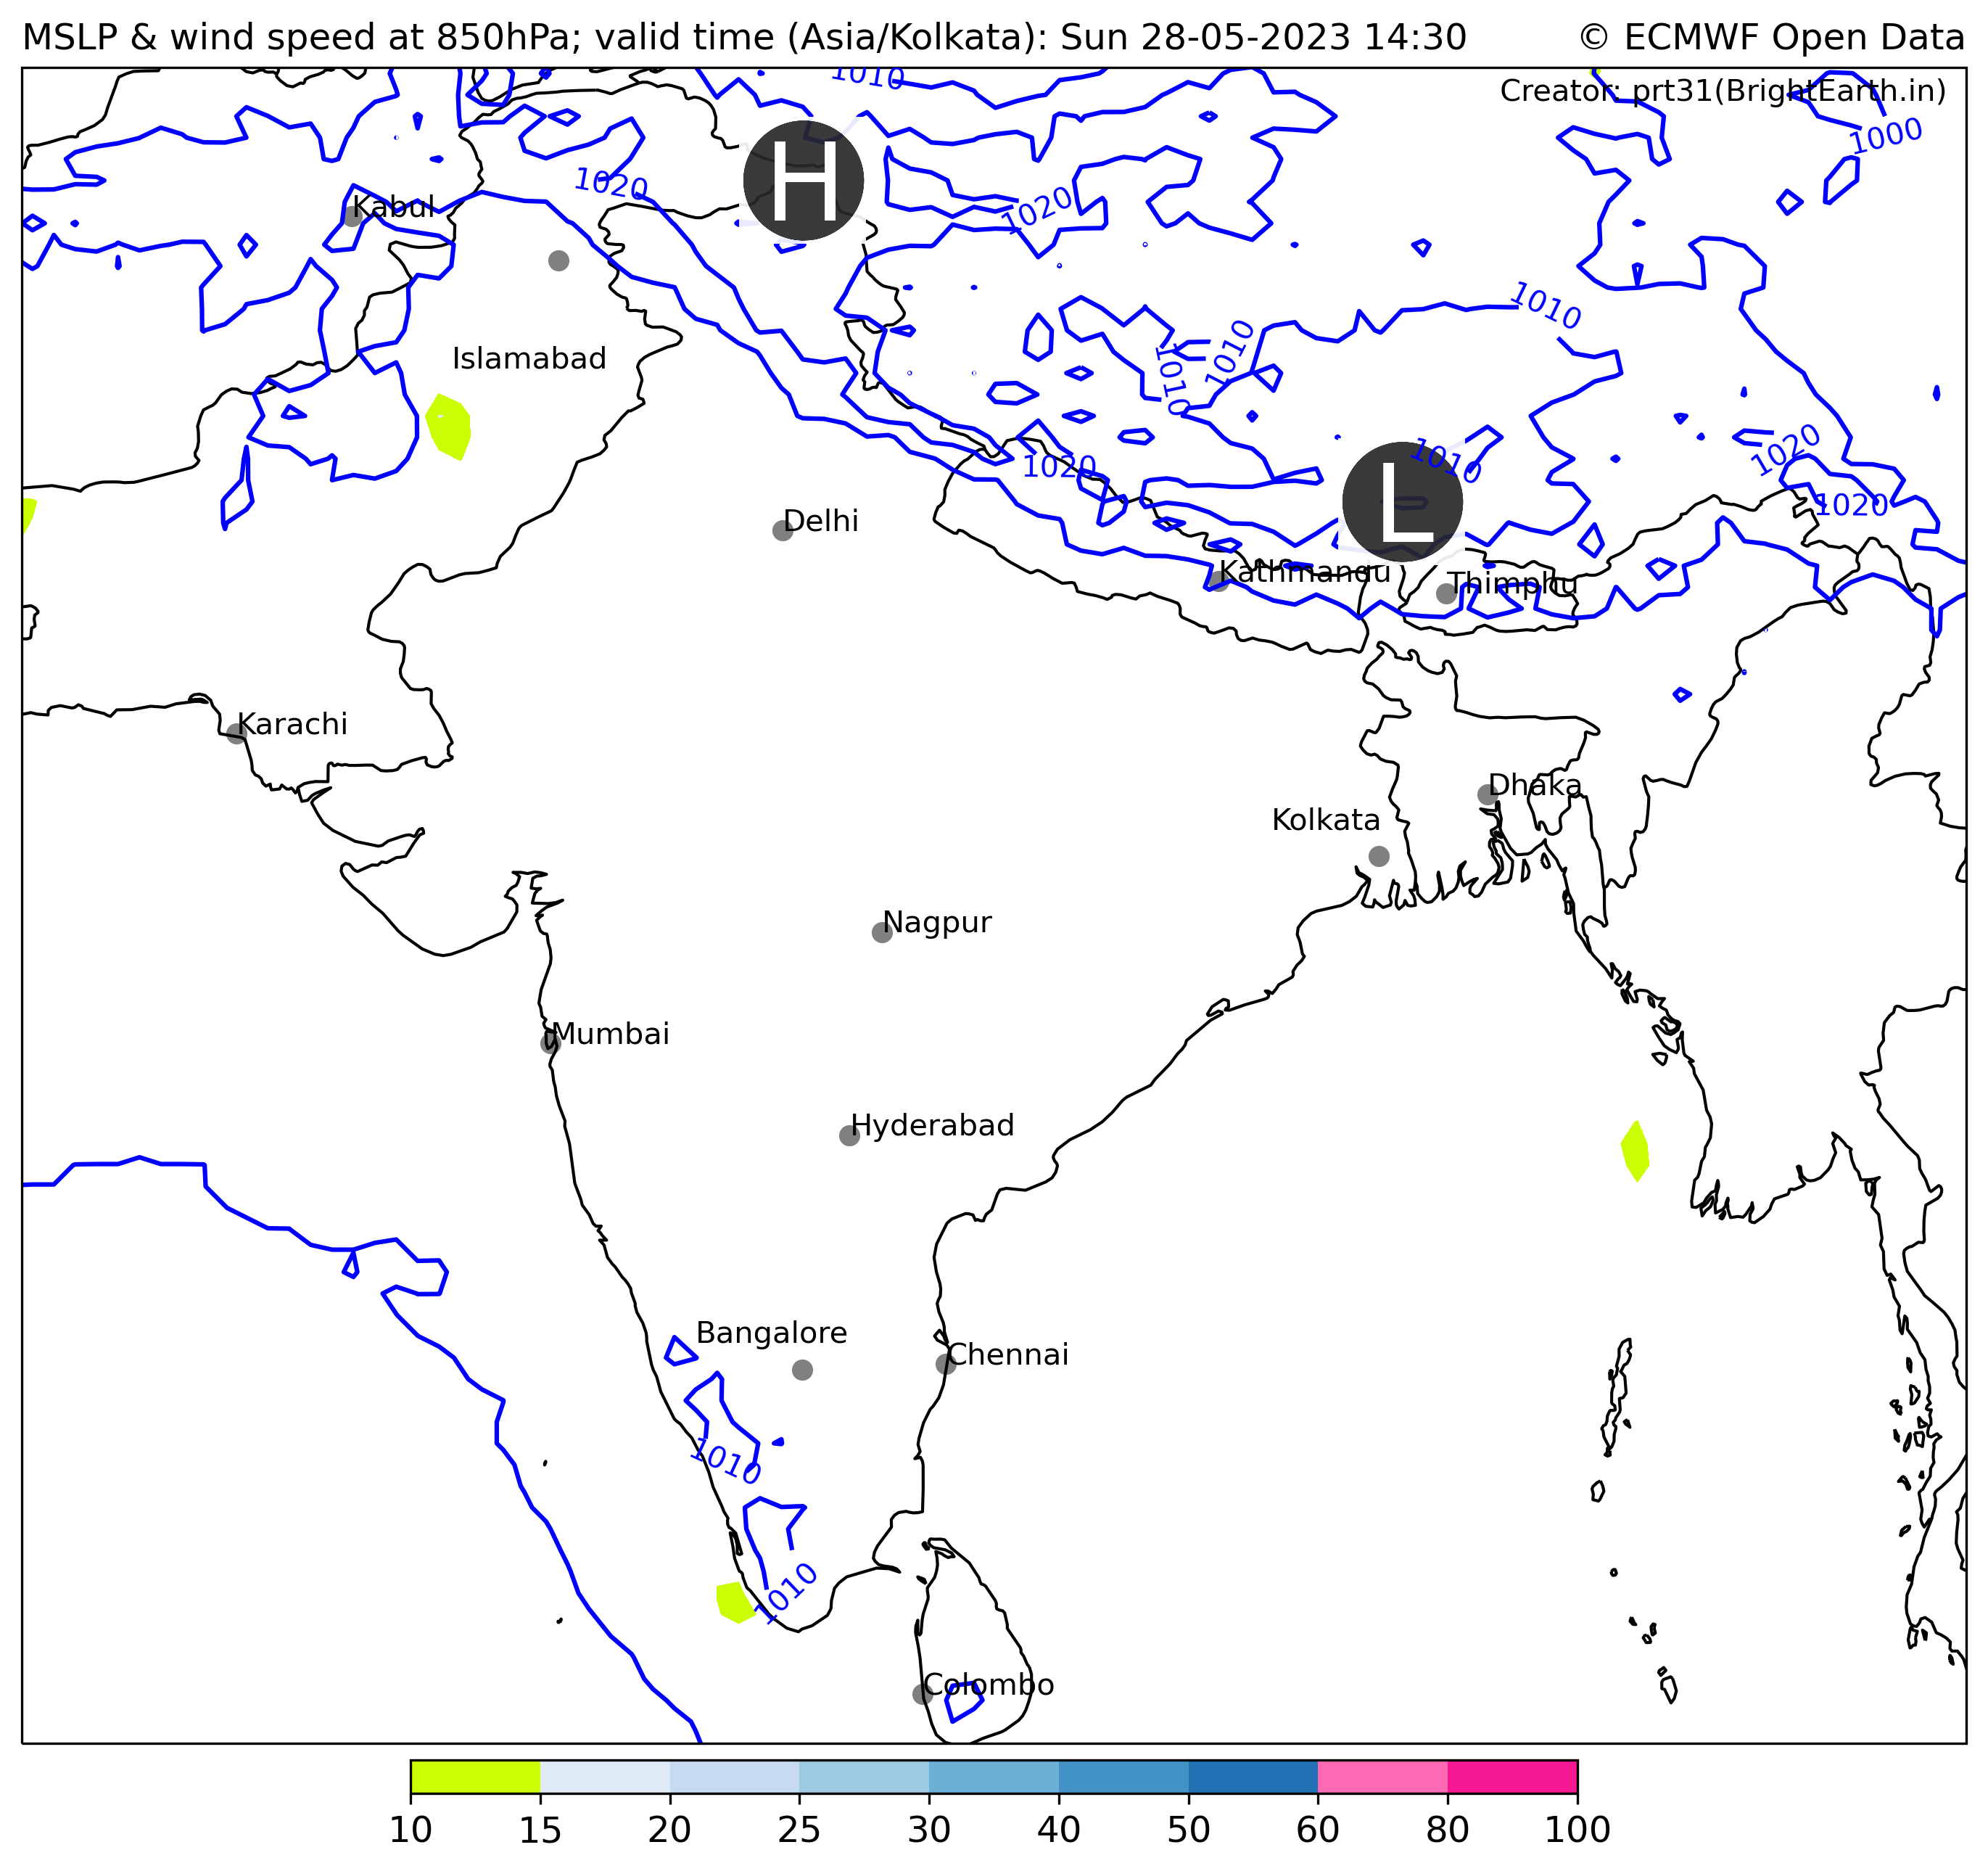 MSLP & wind speed at 850hPa; valid time (Asia/Kolkata): Sun 28-05-2023 14:30 © ECMWF Open Data
Creator: prt31(BrightEarth.in)
1010
1000
H
1020
Kabul
1020
1010
Islamabad
1010
1010
1010
1020
1020
1020
L
Delhi
Kathmandu
Thimphu
Karachi
Dhaka
Kolkata
Nagpur
Mumbai
Hyderabad
Bangalore
Chennai
1010
1010
Colombo
10 15 20 25 30 40 50 60 80 100